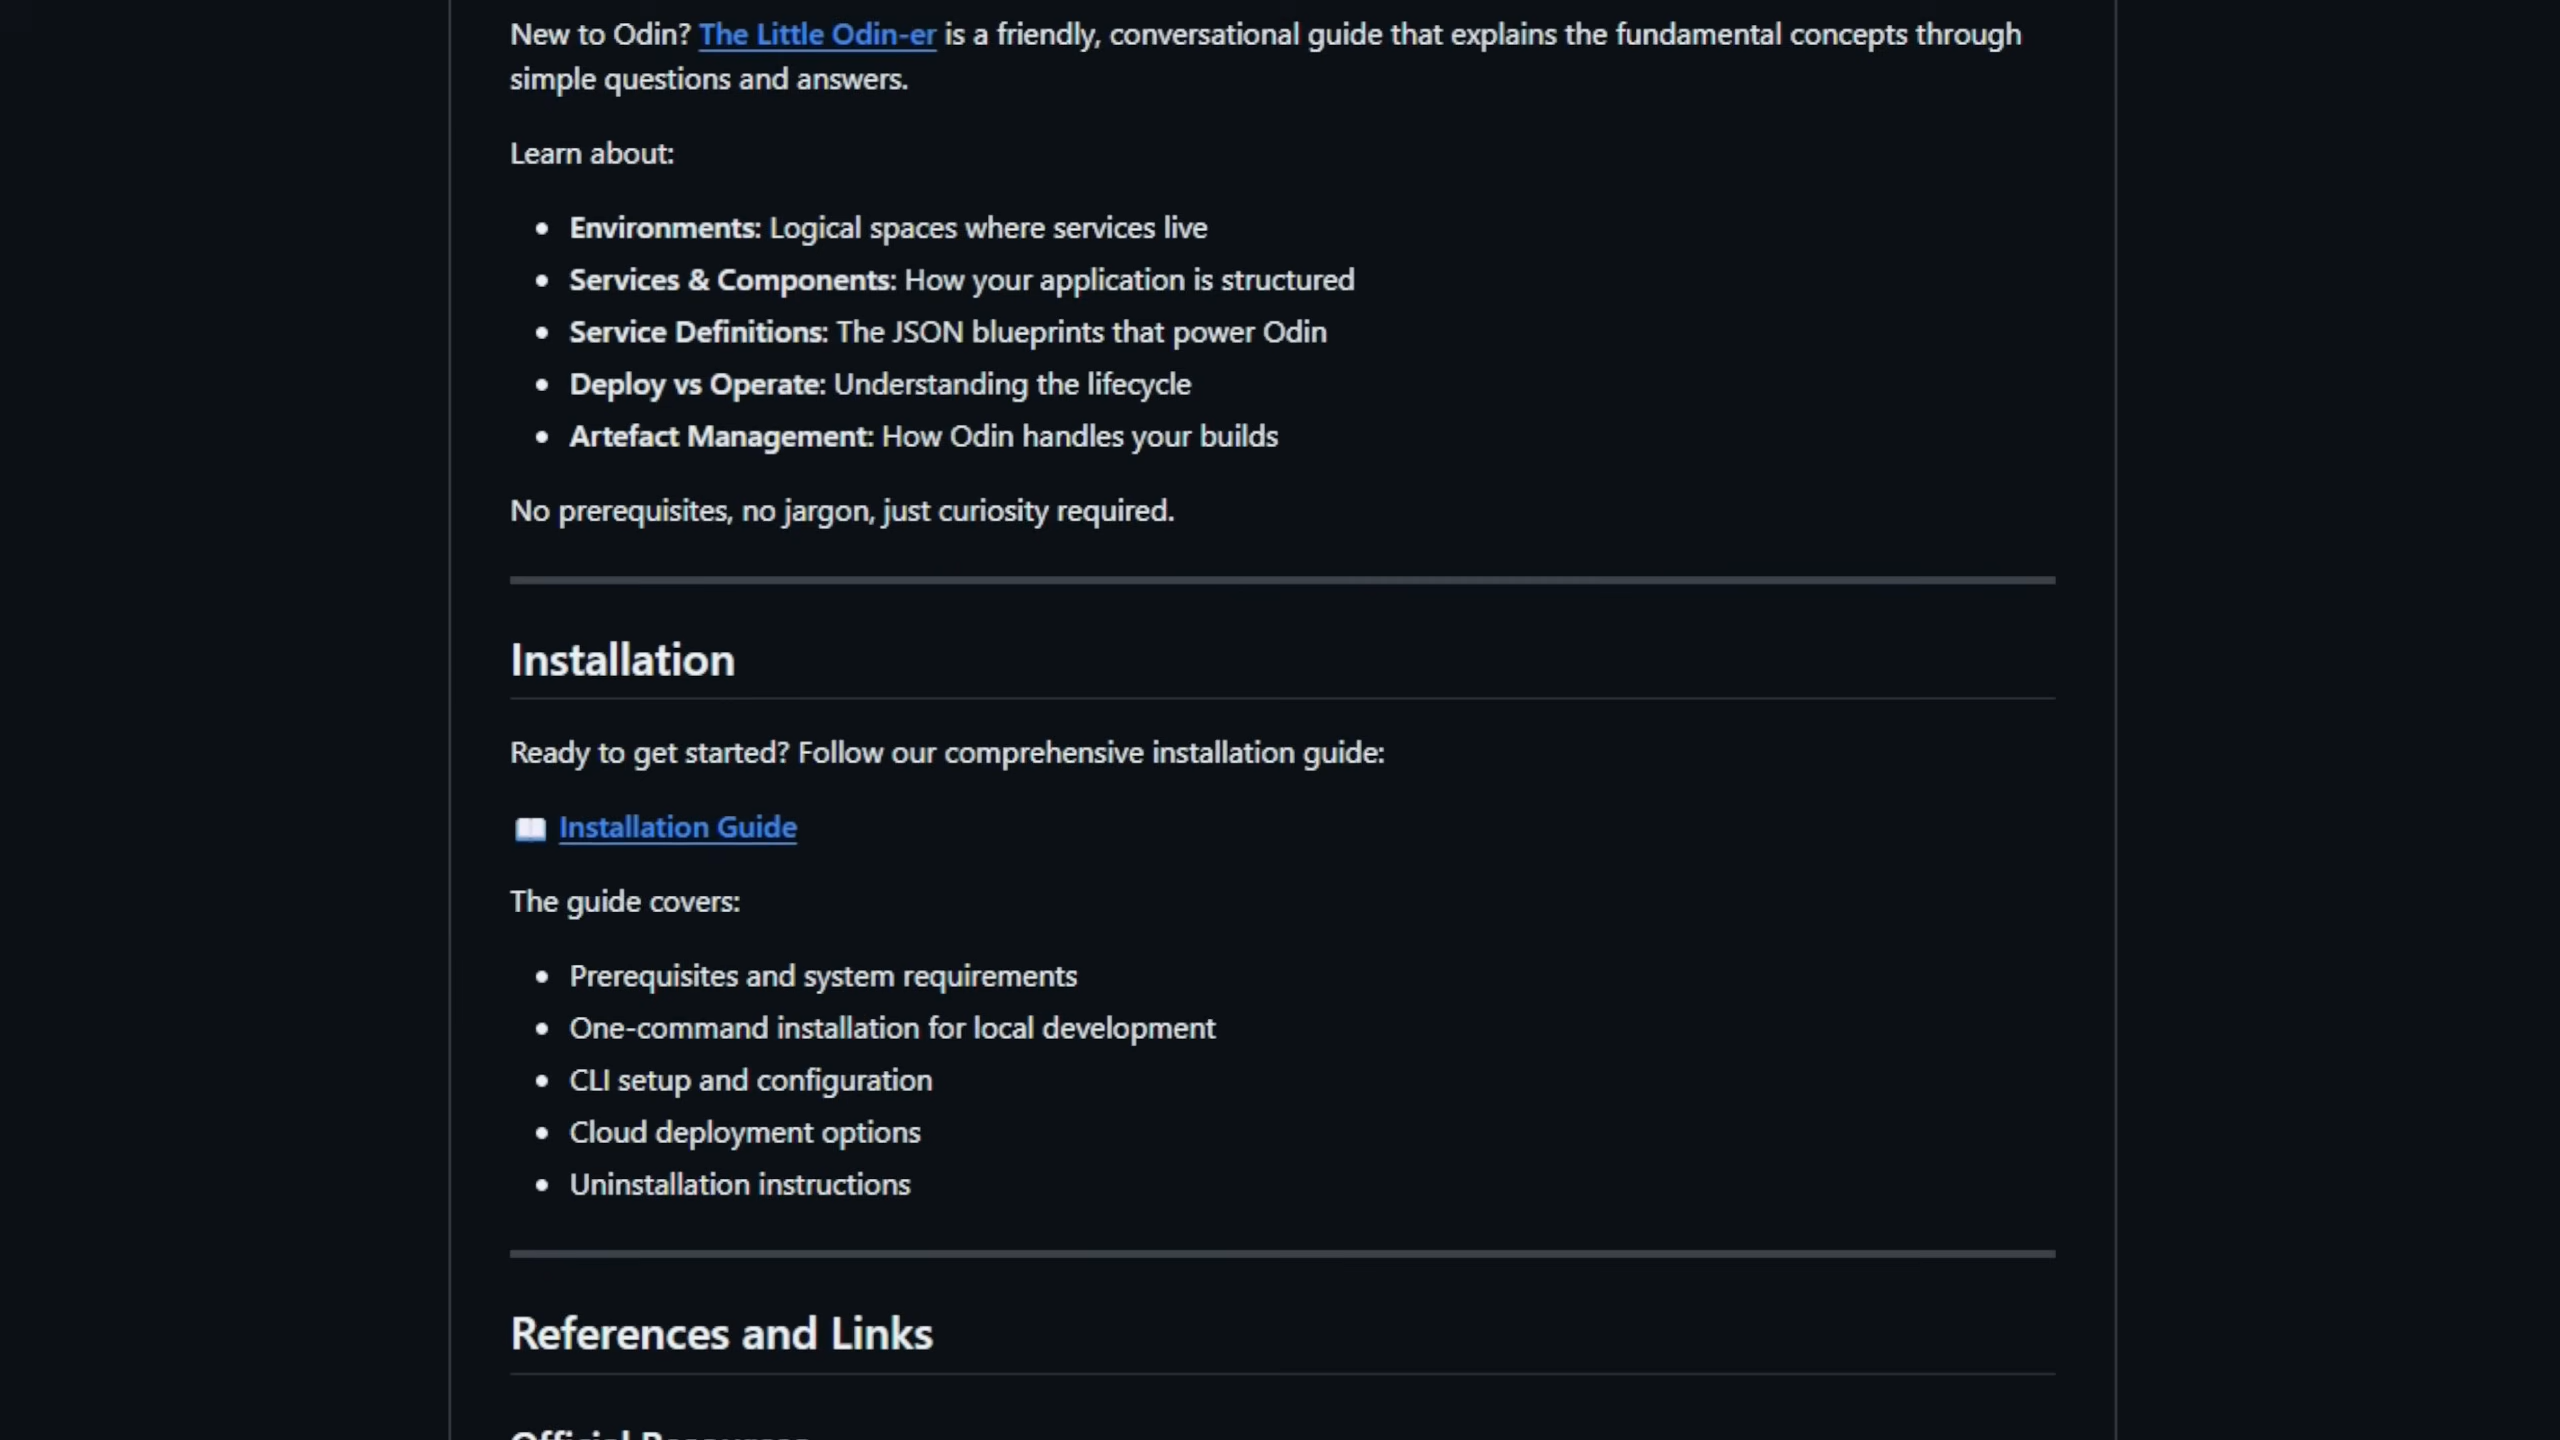 New to Odin? The Little Odin-er is a friendly, conversational guide that explains the fundamental concepts through
simple questions and answers.
Learn about:
Environments: Logical spaces where services live
Services & Components: How your application is structured
Service Definitions: The JSON blueprints that power Odin
Deploy vs Operate: Understanding the lifecycle
Artefact Management: How Odin handles your builds
No prerequisites, no jargon, just curiosity required.
Installation
Ready to get started? Follow our comprehensive installation guide:
Installation Guide
The guide covers:
Prerequisites and system requirements
One-command installation for local development
CLI setup and configuration
Cloud deployment options
Uninstallation instructions
References and Links